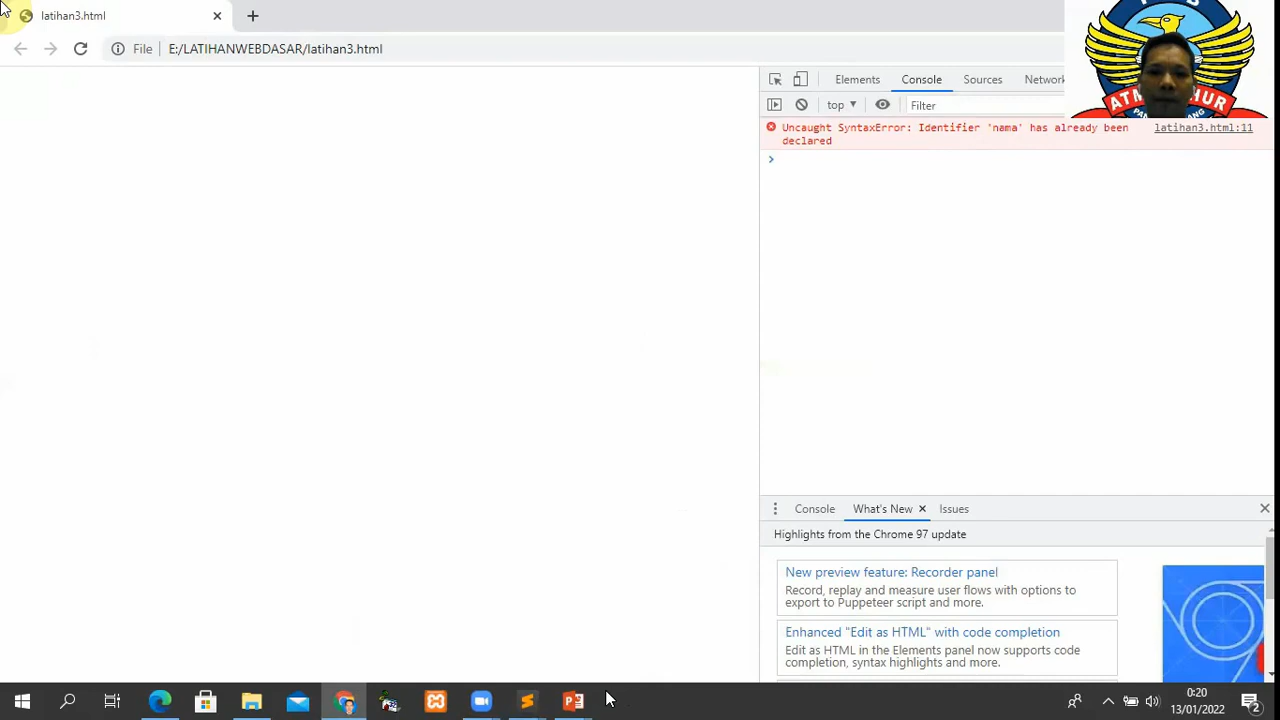 latihan3.html
File
E:/LATIHANWEBDASAR/latihan3.html
Elements
Console
Sources
Network
top
Filter
Uncaught SyntaxError: Identifier 'nama' has already been
declared
latihan3.html:11
Console
What's New
Issues
Highlights from the Chrome 97 update
New preview feature: Recorder panel
Record, replay and measure user flows with options to
export to Puppeteer script and more.
Enhanced "Edit as HTML" with code completion
Edit as HTML in the Elements panel now supports code
completion, syntax highlights and more.
0:20
13/01/2022
2